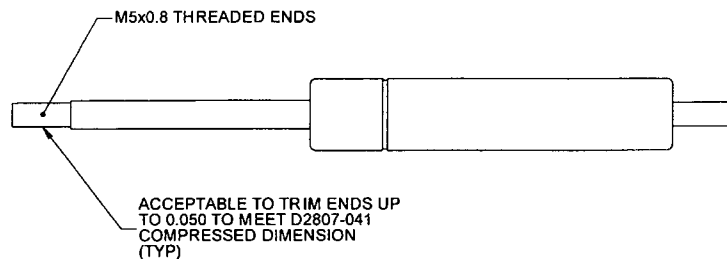 M5x0.8 THREADED ENDS
ACCEPTABLE TO TRIM ENDS UP
TO 0.050 TO MEET D2807-041
COMPRESSED DIMENSION
(TYP)